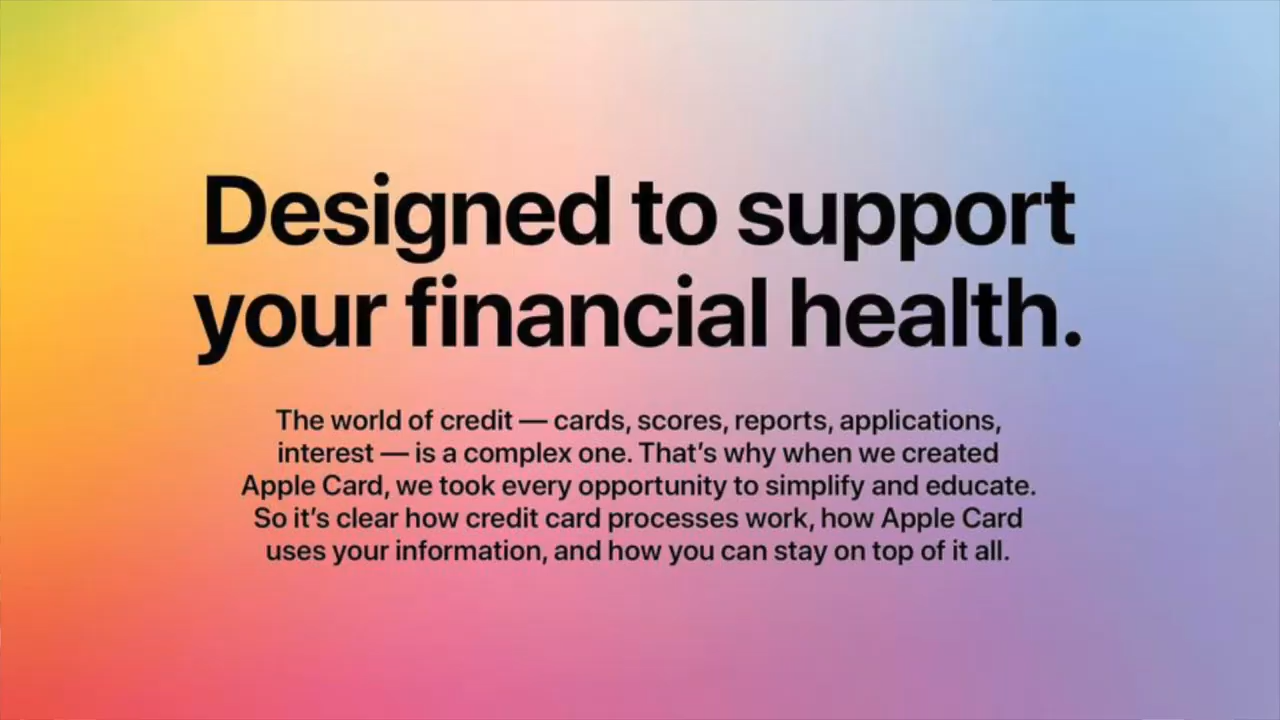 Designed to support
your financial health.
The world of credit — cards, scores, reports, applications,
interest — is a complex one. That’s why when we created
Apple Card, we took every opportunity to simplify and educate.
So it’s clear how credit card processes work, how Apple Card
uses your information, and how you can stay on top of it all.